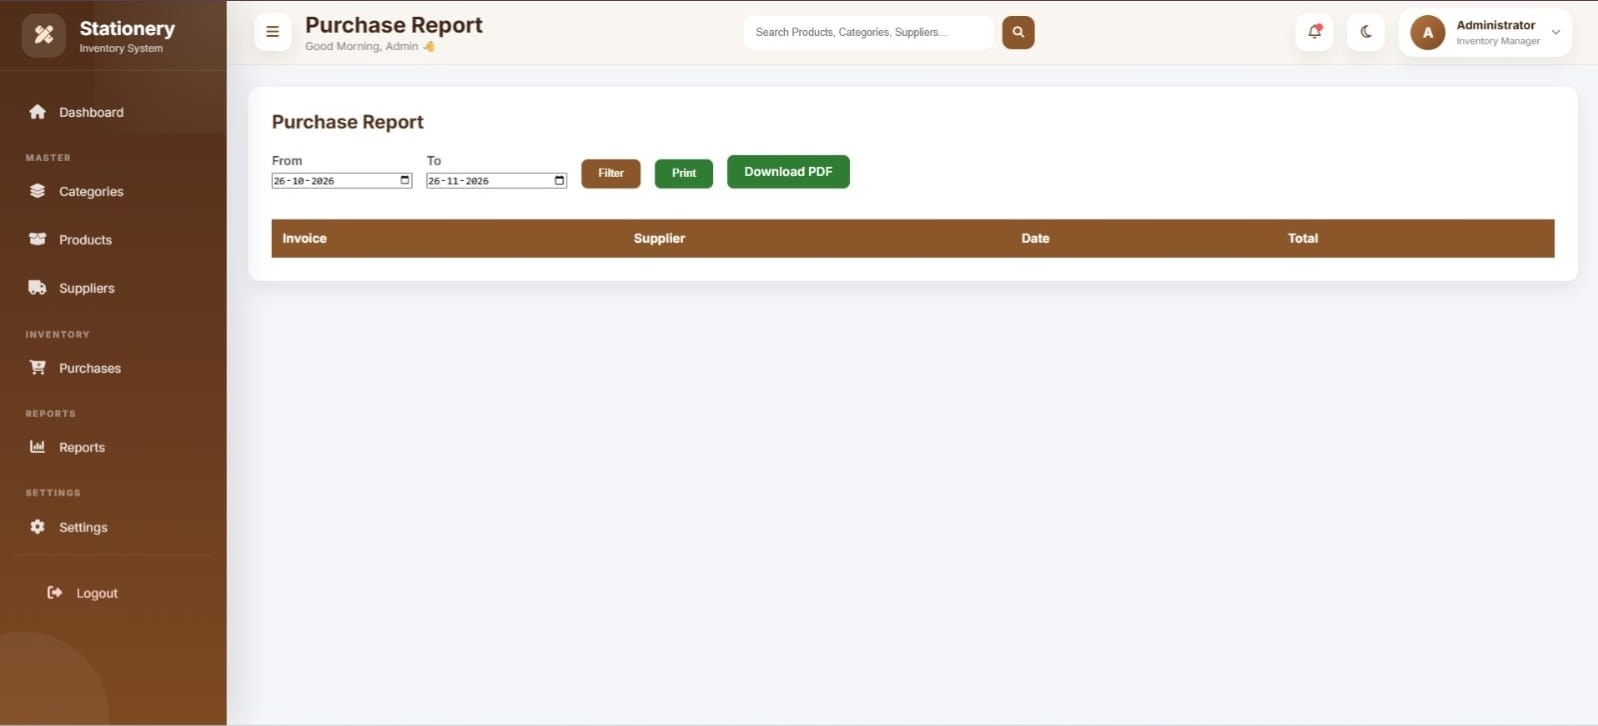 Stationery
Inventory System
Dashboard
MASTER
Categories
Products
Suppliers
INVENTORY
Purchases
REPORTS
Reports
SETTINGS
Settings
Logout
Purchase Report
Good Morning, Admin
Search Products, Categories, Suppliers...
A
Administrator
Inventory Manager
Purchase Report
From To
26-10-2026 26-11-2026 Filter Print Download PDF
Invoice Supplier Date Total